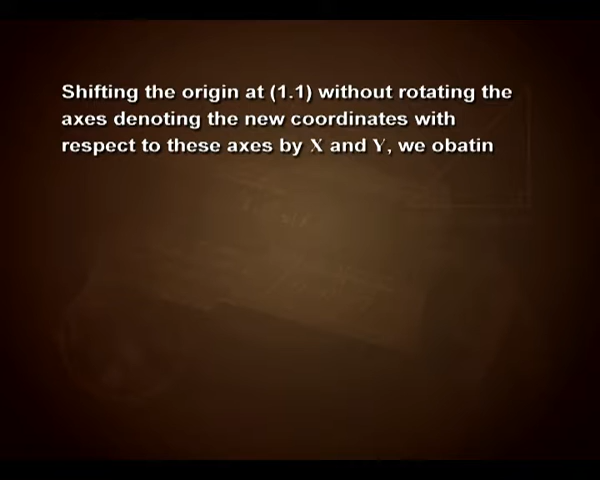 Shifting the origin at (1.1) without rotating the
axes denoting the new coordinates with
respect to these axes by X and Y, we obatin